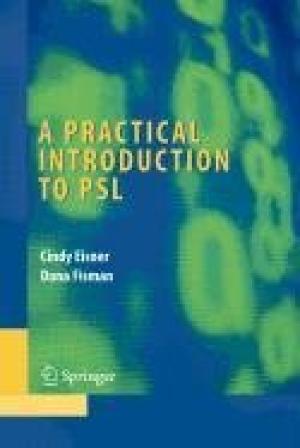 A PRACTICAL
INTRODUCTION
TO PSL
Cindy Eisner
Dana Fisman
Springer